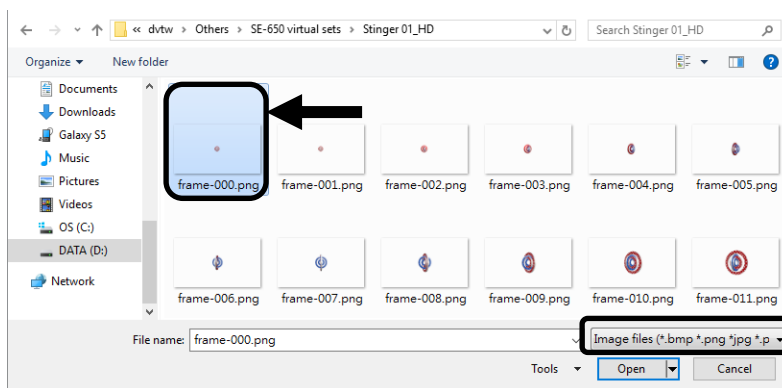 « dvtw > Others > SE-650 virtual sets > Stinger 01_HD
Search Stinger 01_HD
Organize
New folder
Documents
Downloads
Galaxy S5
Music
Pictures
Videos
OS (C:)
DATA (D:)
Network
frame-000.png frame-001.png frame-002.png frame-003.png frame-004.png frame-005.png
frame-006.png frame-007.png frame-008.png frame-009.png frame-010.png frame-011.png
File name: frame-000.png
Image files (*.bmp *.png *jpg *.p
Tools Open Cancel